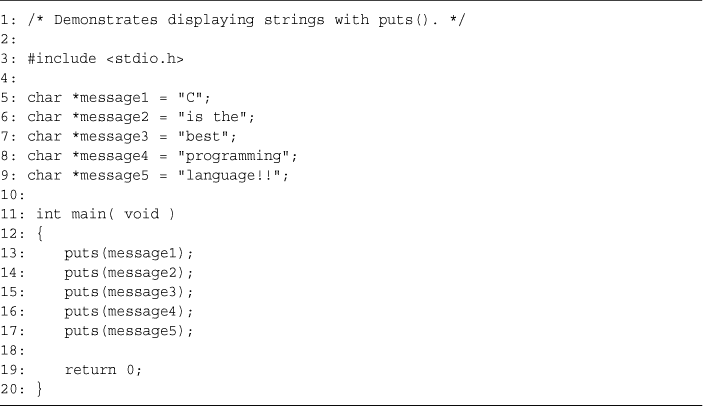 1: /* Demonstrates displaying strings with puts(). */
2:
3: #include <stdio.h>
4:
5: char *message1 = "C";
6: char *message2 = "is the";
7: char *message3 = "best";
8: char *message4 = "programming";
9: char *message5 = "language!!";
10:
11: int main( void )
12: {
13:    puts(message1);
14:    puts(message2);
15:    puts(message3);
16:    puts(message4);
17:    puts(message5);
18:
19:    return 0;
20: }